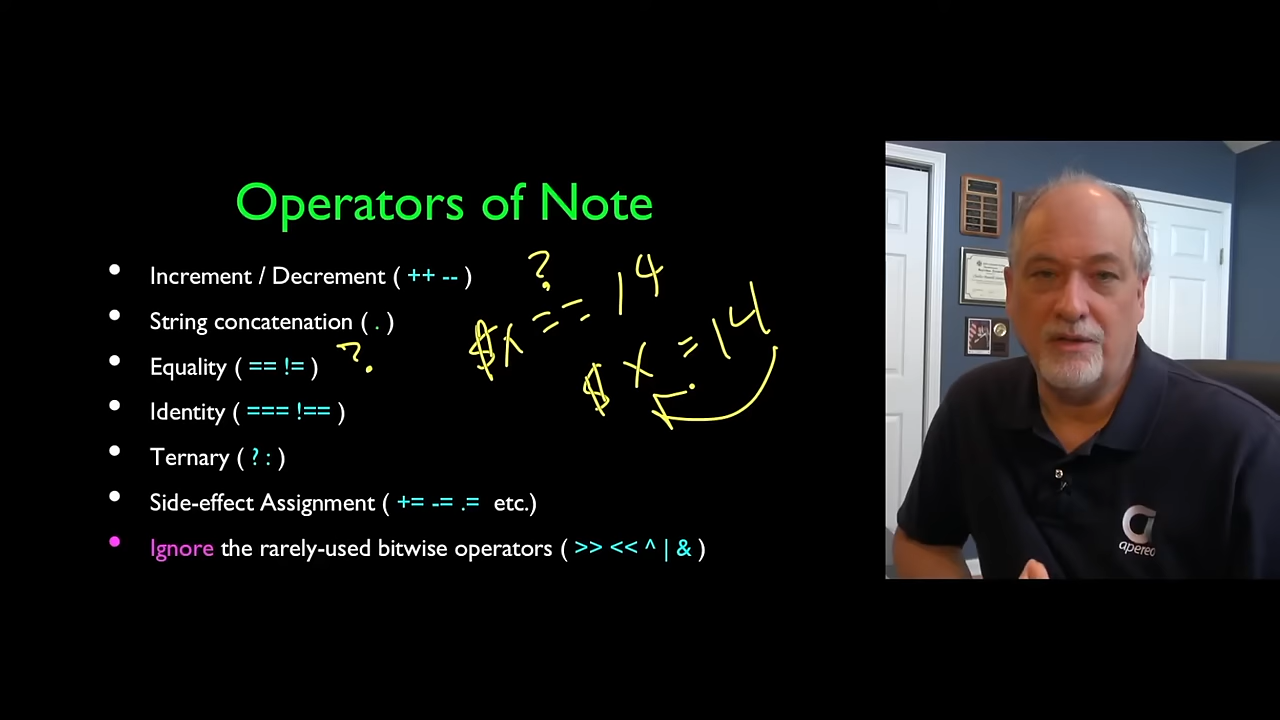 Operators of Note
• Increment / Decrement ( ++ -- )
• String concatenation ( . )
• Equality ( == != ) ?
• Identity ( === !== )
• Ternary ( ? : )
• Side-effect Assignment ( += -= .= etc.)
• Ignore the rarely-used bitwise operators ( >> << ^ | & )
?
$x == 14
$x = 14
apereo